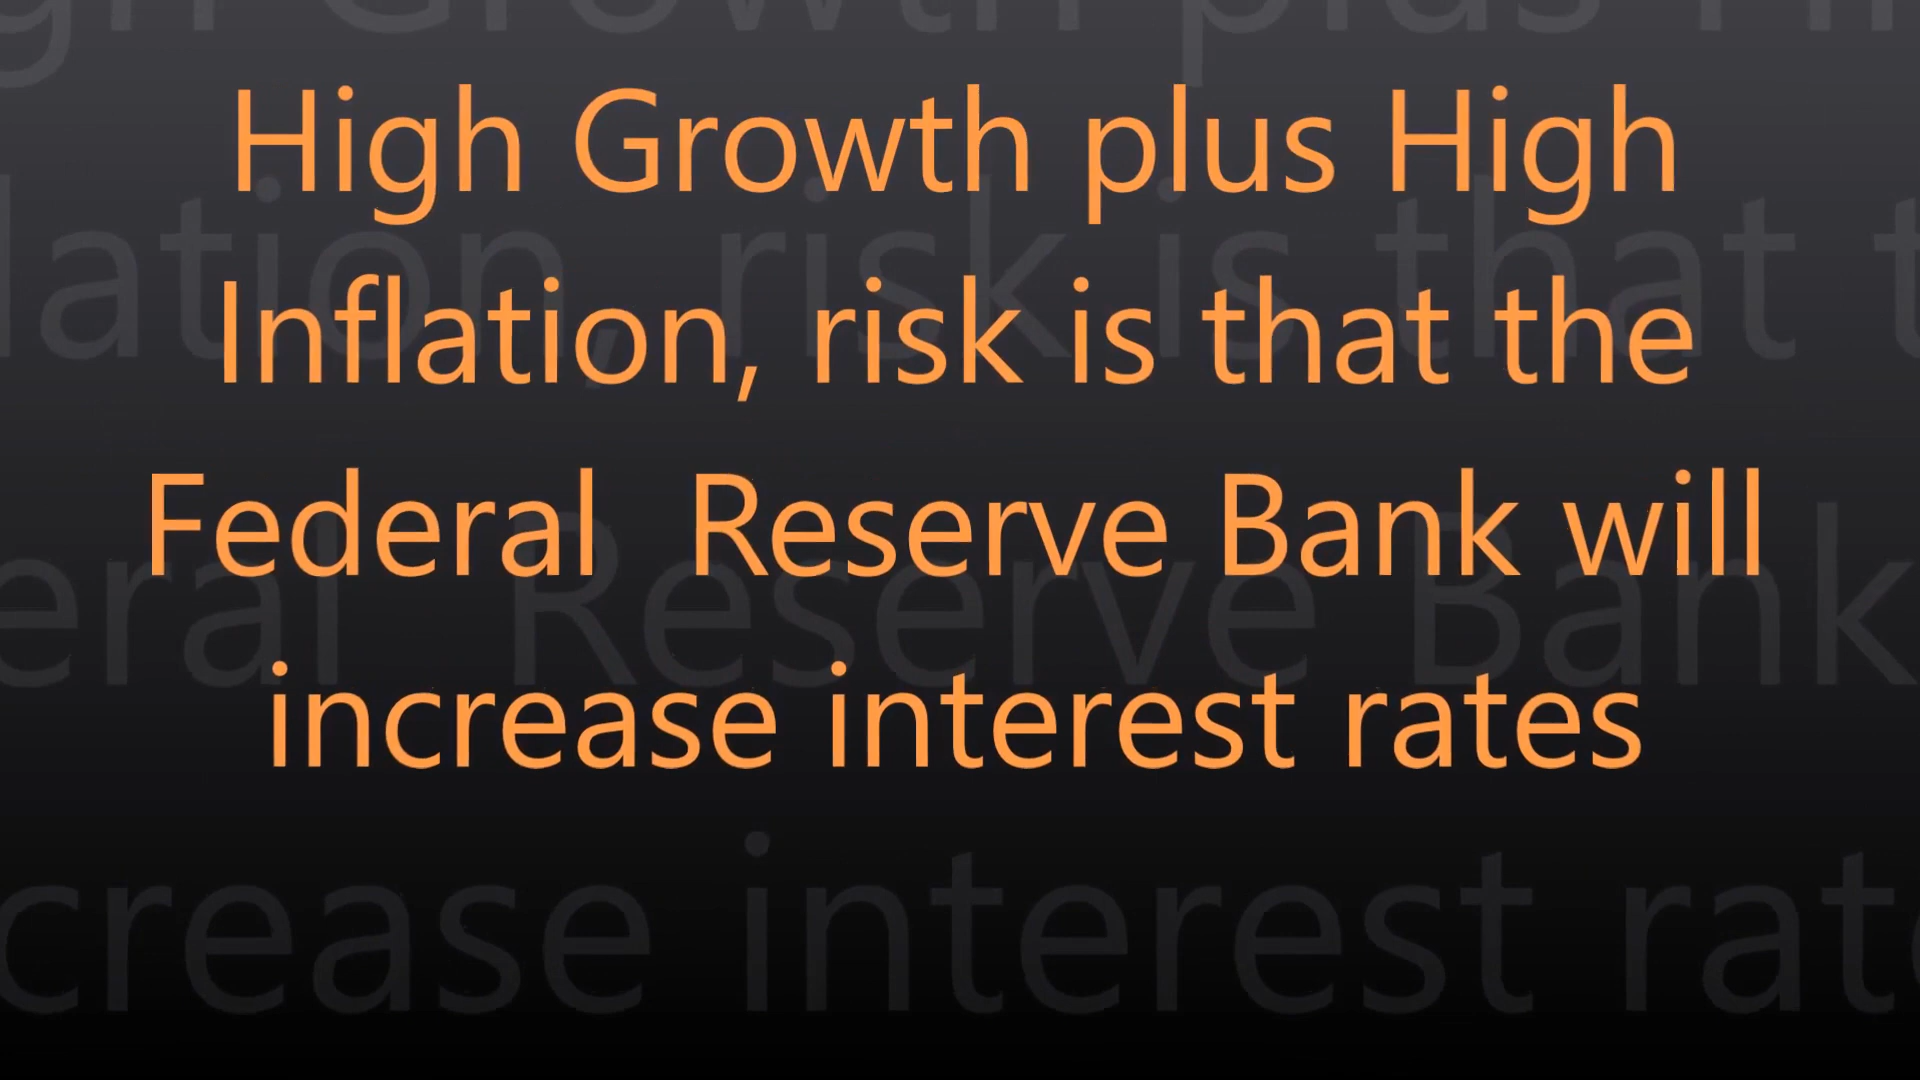 High Growth plus High
Inflation, risk is that the
Federal  Reserve Bank will
increase interest rates